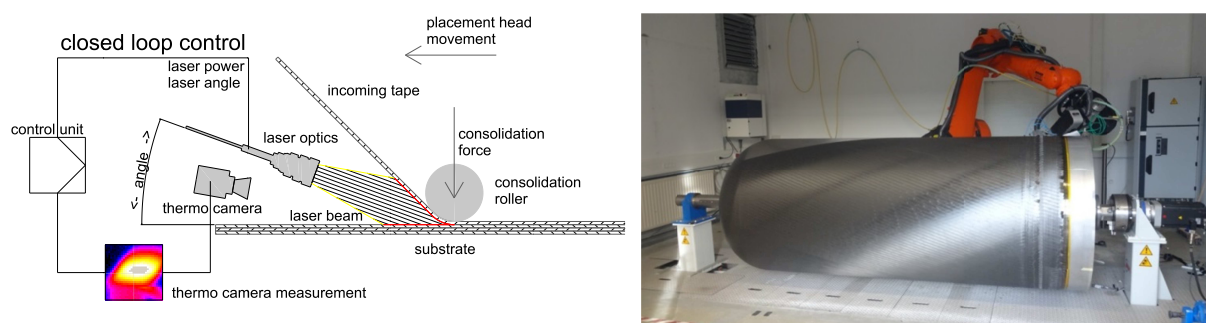 placement head
movement
closed loop control
laser power
laser angle
incoming tape
control unit
laser optics
consolidation
force
<- angle ->
consolidation
roller
thermo camera
laser beam
substrate
thermo camera measurement